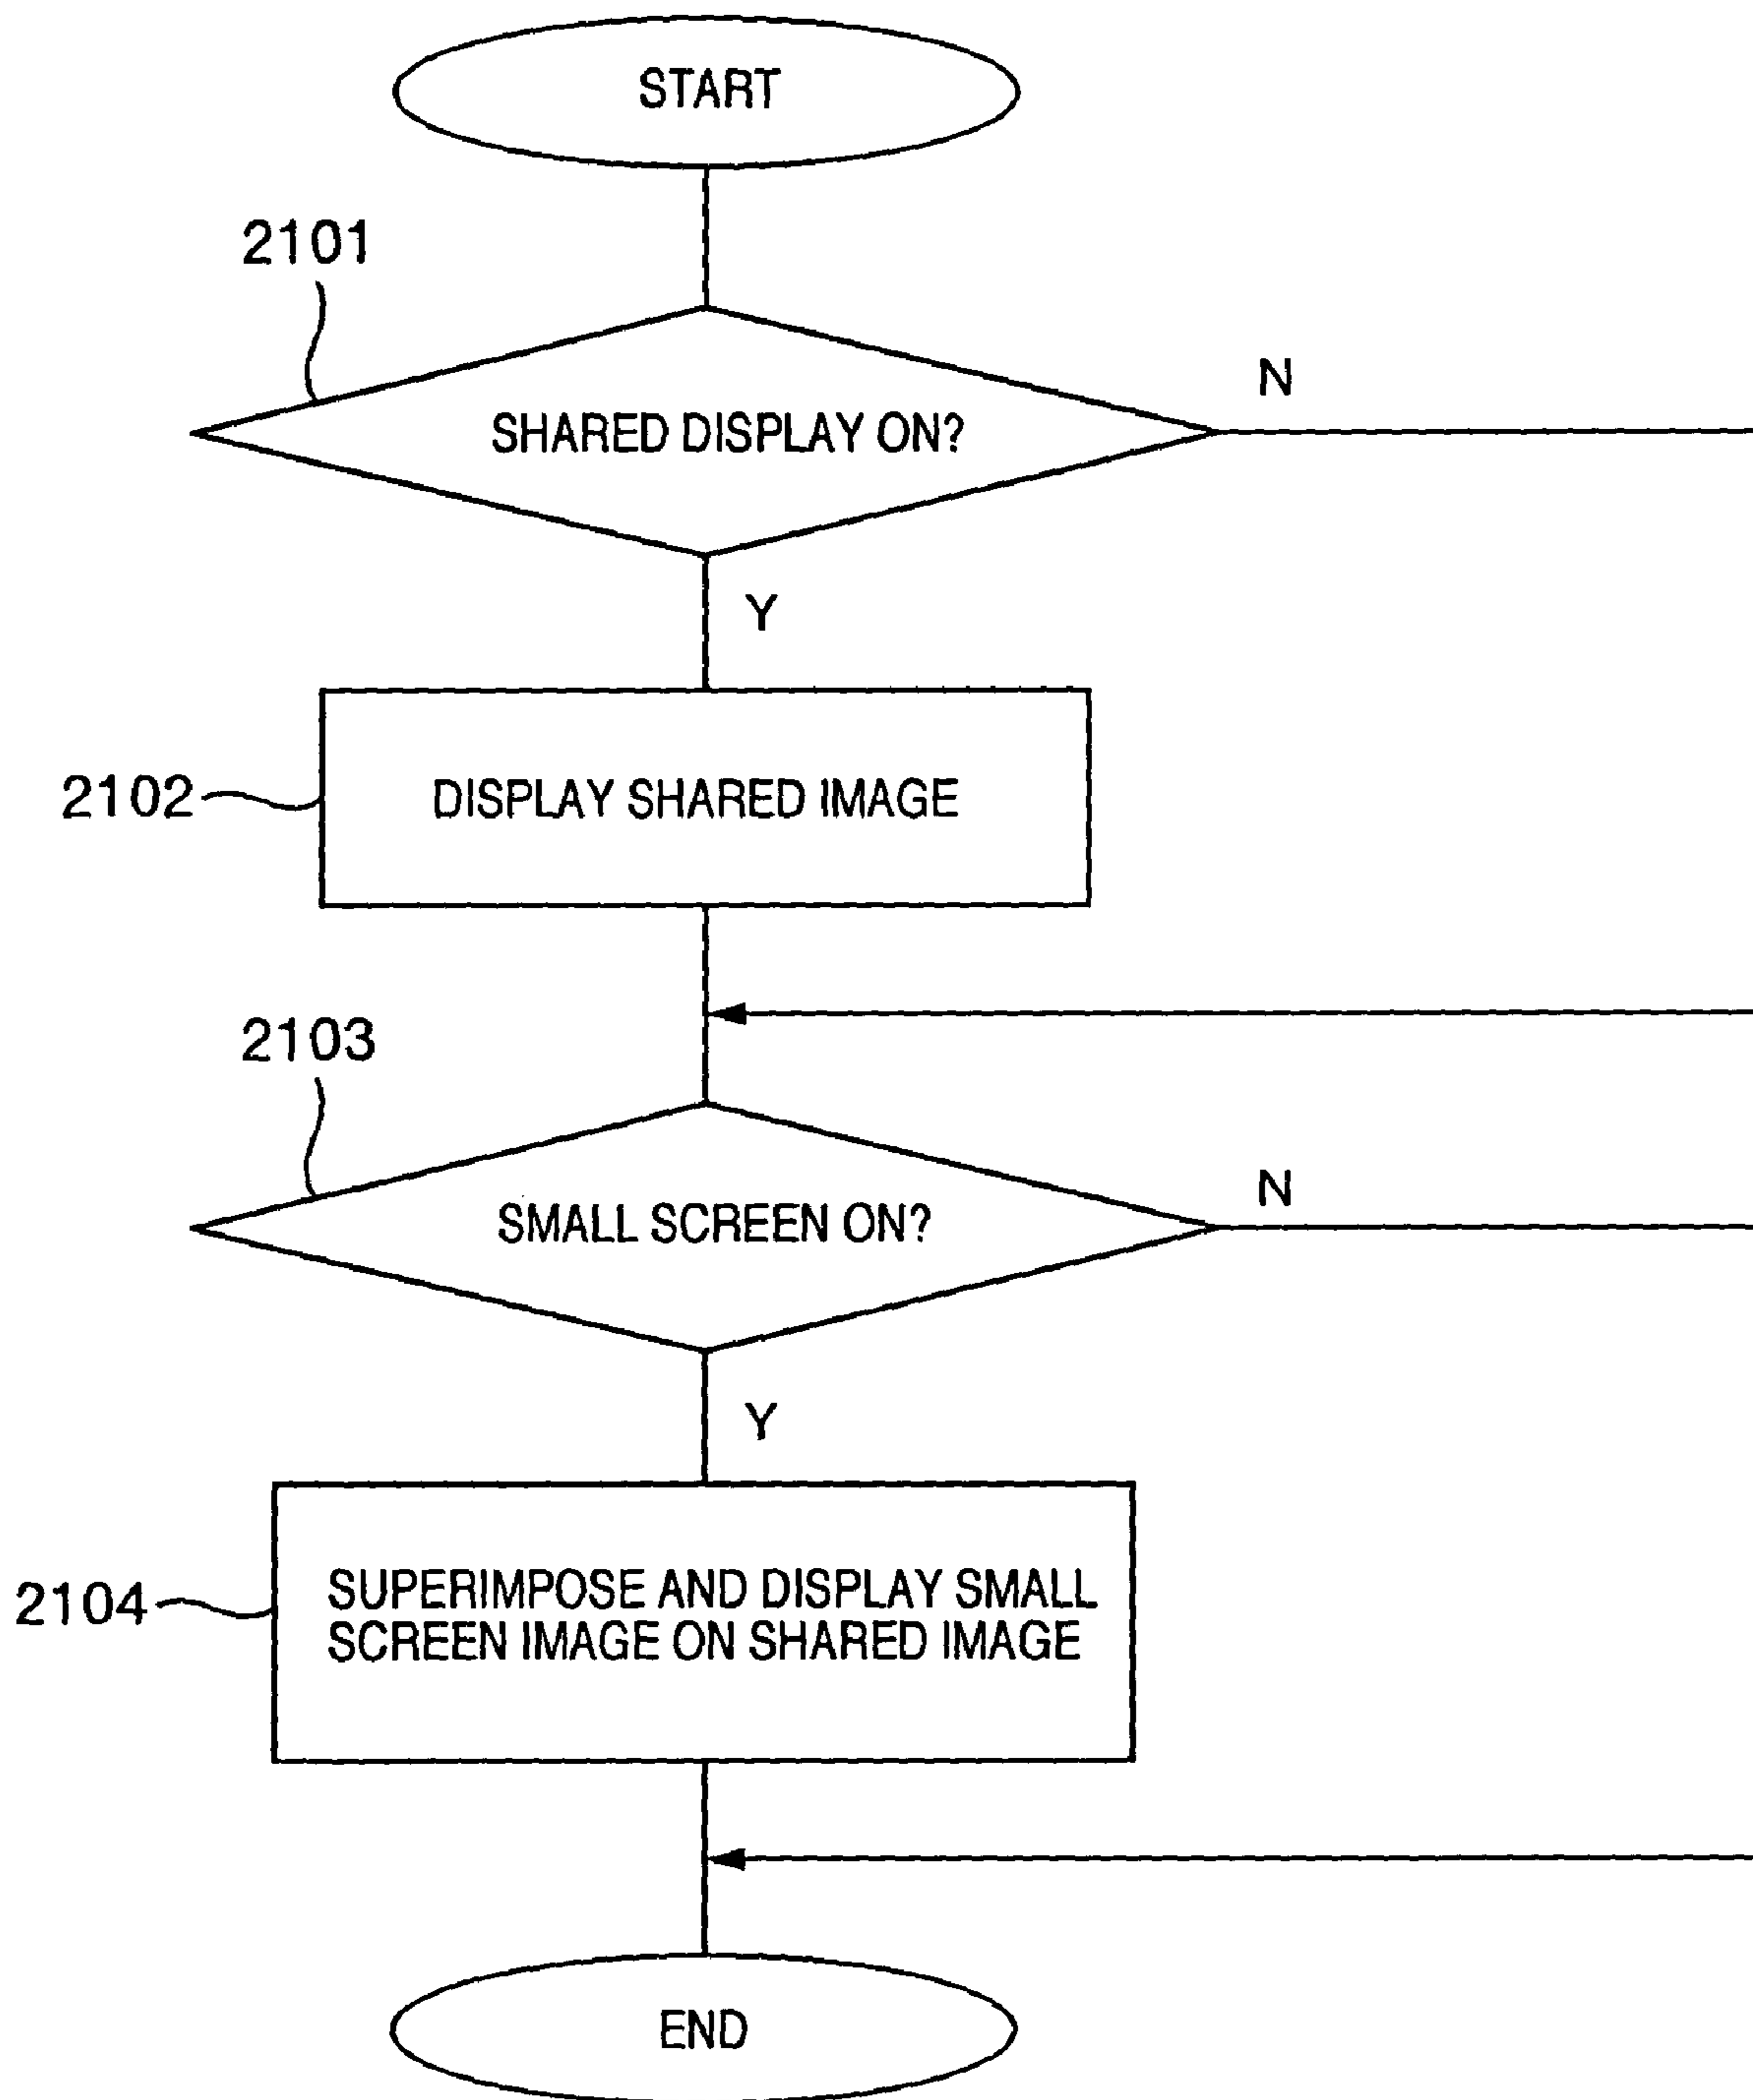 START
2101
N
SHARED DISPLAY ON?
Y
2102
DISPLAY SHARED IMAGE
2103
N
SMALL SCREEN ON?
Y
2104
SUPERIMPOSE AND DISPLAY SMALL
SCREEN IMAGE ON SHARED IMAGE
END